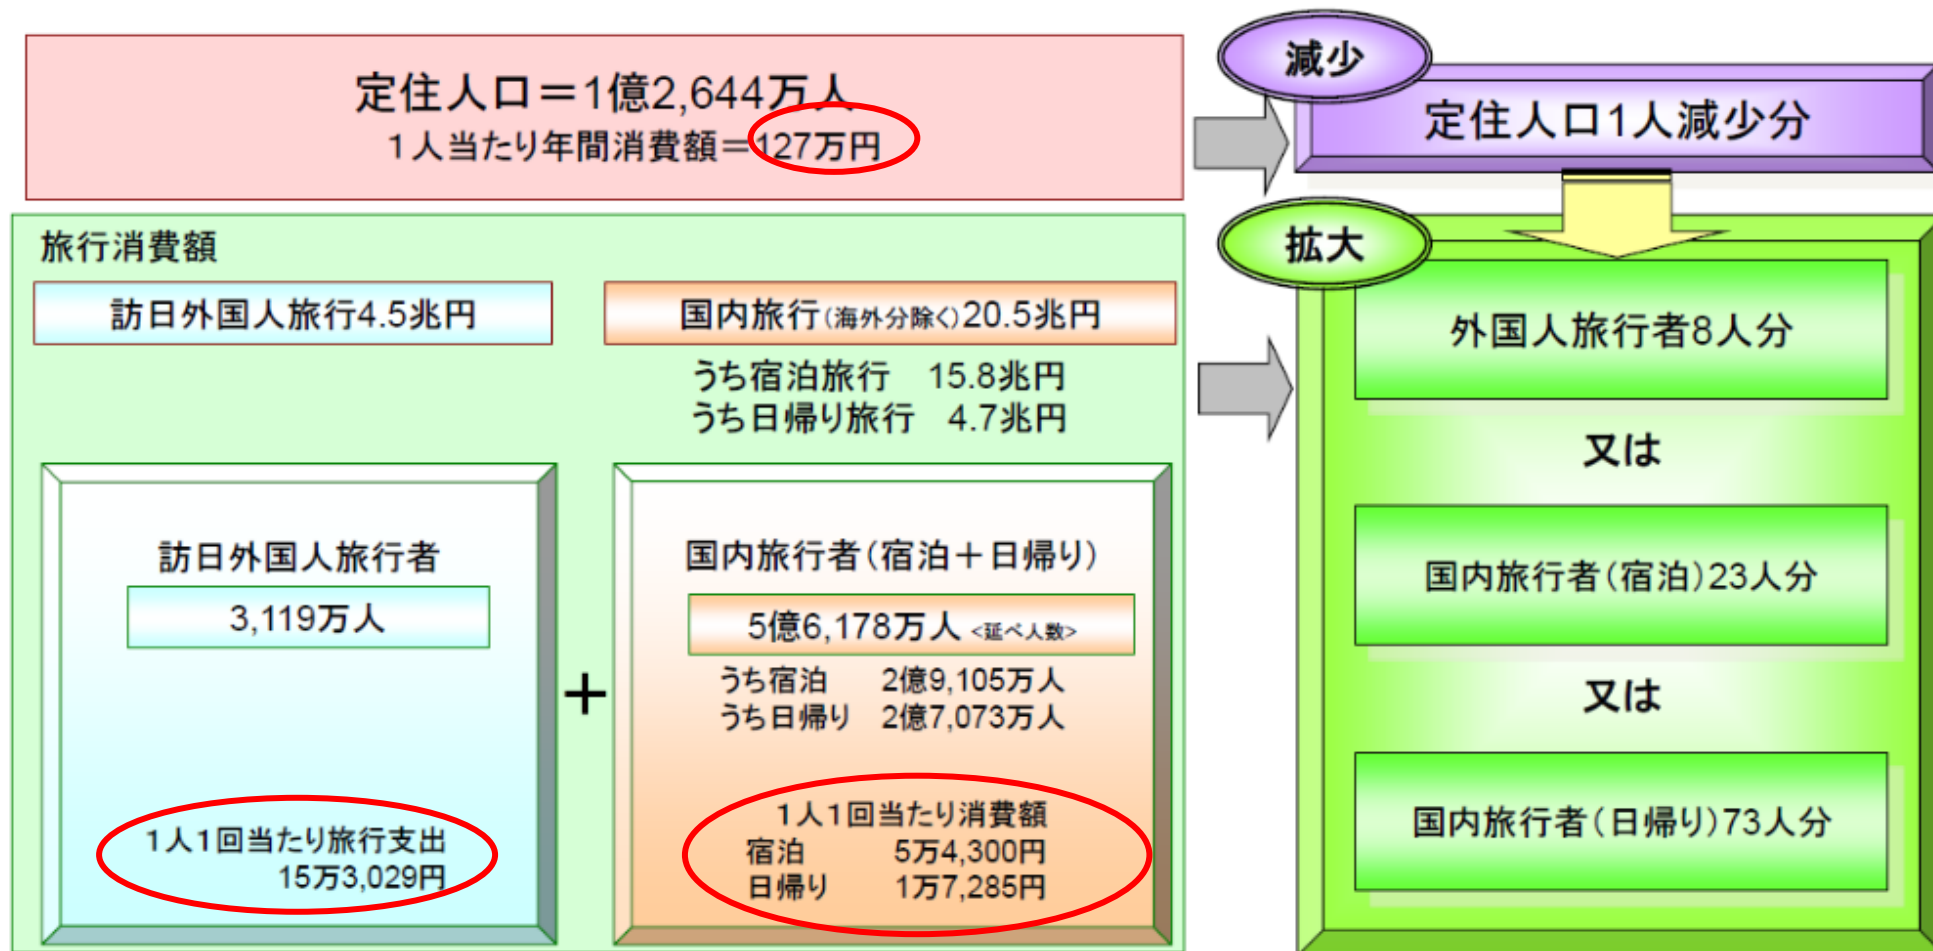 定住人口＝1億2,644万人
1人当たり年間消費額＝127万円
減少
定住人口1人減少分
旅行消費額
訪日外国人旅行4.5兆円
国内旅行(海外分除く)20.5兆円
うち宿泊旅行　15.8兆円
うち日帰り旅行　4.7兆円
訪日外国人旅行者
3,119万人
1人1回当たり旅行支出
15万3,029円
＋
国内旅行者(宿泊＋日帰り)
5億6,178万人 <延べ人数>
うち宿泊　2億9,105万人
うち日帰り　2億7,073万人
1人1回当たり消費額
宿泊　5万4,300円
日帰り　1万7,285円
拡大
外国人旅行者8人分
又は
国内旅行者(宿泊)23人分
又は
国内旅行者(日帰り)73人分